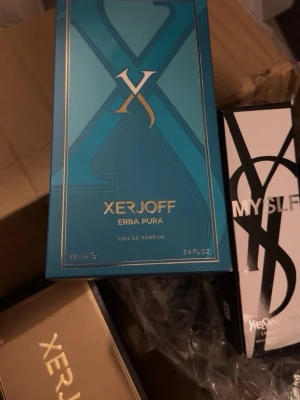 X
XERJOFF
ERBA PURA
EAU DE PARFUM
100 ml ℮
3.4 FL.OZ
MYSLF
XERJ